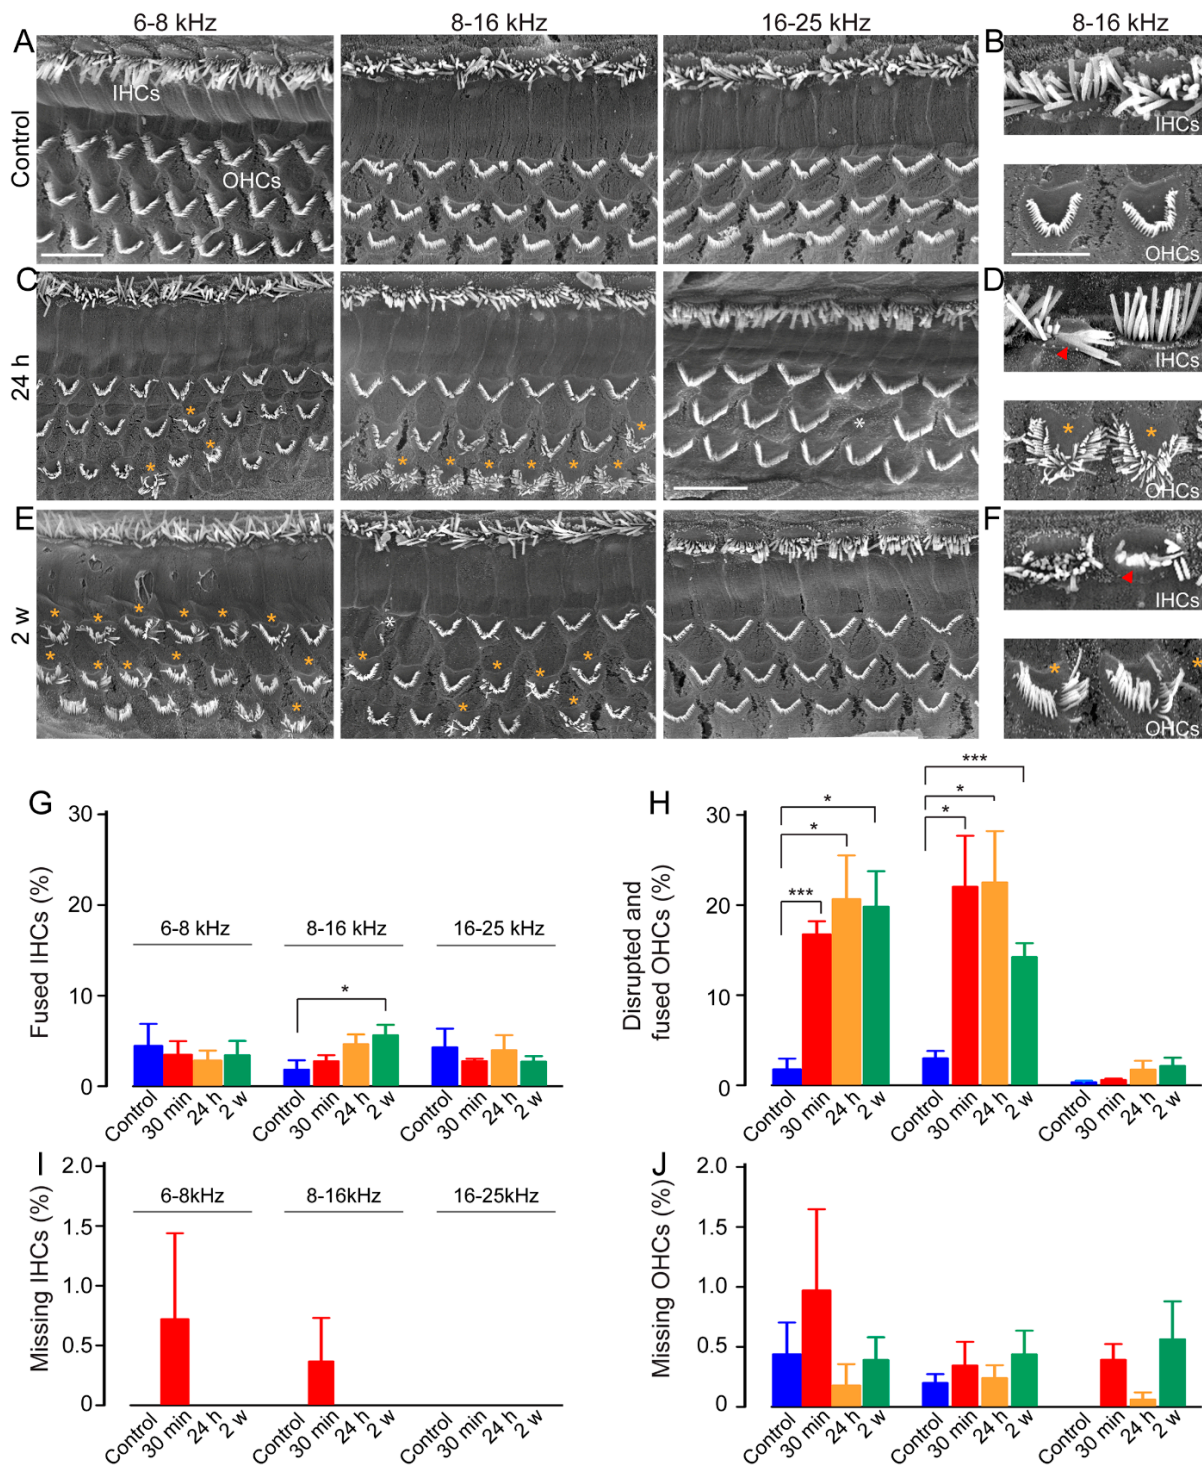 6-8 kHz 8-16 kHz 16-25 kHz 8-16 kHz
A B
Control
IHCs
OHCs
IHCs
OHCs
C D
24 h
*
*
*
*
* * * * * *
*
IHCs
* *
OHCs
E F
2 w
* * * * * *
* * * * *
*
*
* * * *
* *
IHCs
* *
OHCs
G
Fused IHCs (%)
30
20
10
0
6-8 kHz 8-16 kHz 16-25 kHz
*
Control 30 min 24 h 2 w Control 30 min 24 h 2 w Control 30 min 24 h 2 w
H
Disrupted and
fused OHCs (%)
30
20
10
0
*
*
***
***
*
*
Control 30 min 24 h 2 w Control 30 min 24 h 2 w Control 30 min 24 h 2 w
I
Missing IHCs (%)
2.0
1.5
1.0
0.5
0
6-8kHz 8-16kHz 16-25kHz
Control 30 min 24 h 2 w Control 30 min 24 h 2 w Control 30 min 24 h 2 w
J
Missing OHCs (%)
2.0
1.5
1.0
0.5
0
Control 30 min 24 h 2 w Control 30 min 24 h 2 w Control 30 min 24 h 2 w